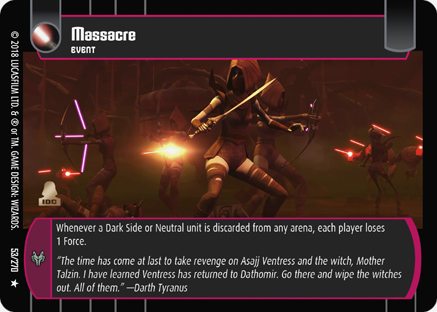 Massacre
EVENT
© 2018 LUCASFILM LTD. & ® OR TM. GAME DESIGN: WIZARDS.
IDC
Whenever a Dark Side or Neutral unit is discarded from any arena, each player loses
1 Force.
"The time has come at last to take revenge on Asajj Ventress and the witch, Mother
Talzin. I have learned Ventress has returned to Dathomir. Go there and wipe the witches
out. All of them." —Darth Tyranus
53/270